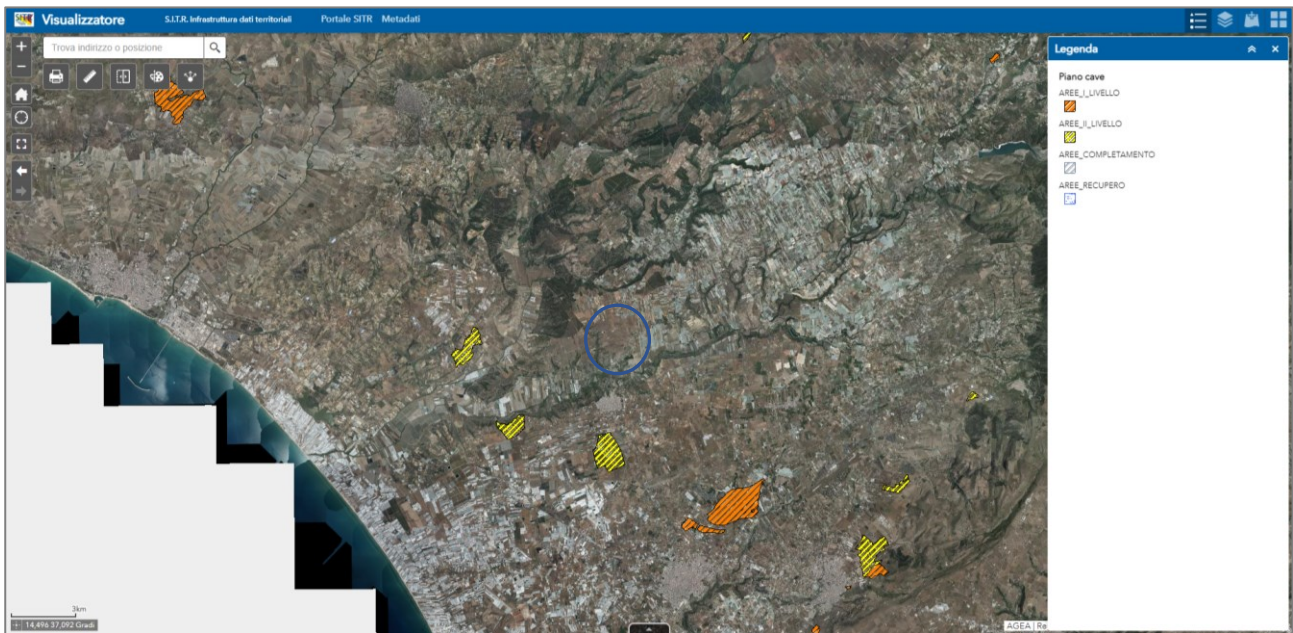 Visualizzatore S.I.T.R. Infrastruttura dati territoriali Portale SITR Metadati
+
Trova indirizzo o posizione
−
Legenda
Piano cave
AREE_I_LIVELLO
AREE_II_LIVELLO
AREE_COMPLETAMENTO
AREE_RECUPERO
3km
14,496 37,092 Gradi
AGEA | Re